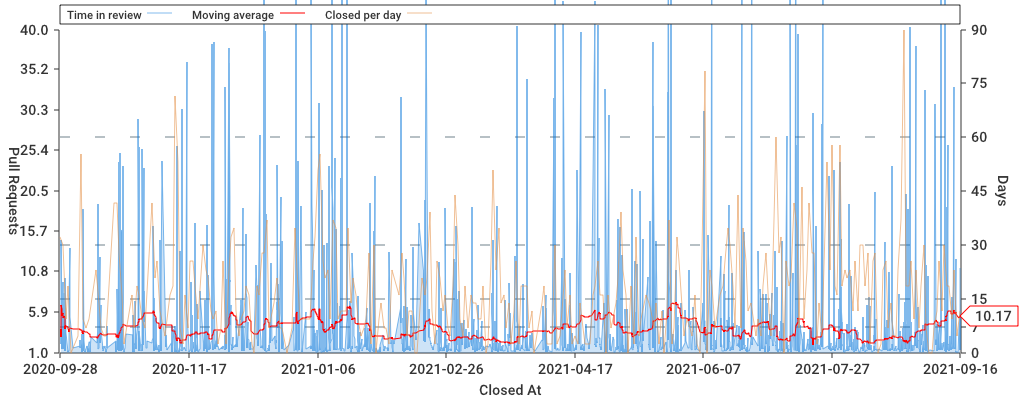 Time in review Moving average Closed per day
40.0 90
35.2 75
30.3
25.4 60
20.5 45
15.7 30
10.8 15
5.9 10.17
7
1.0 0
Pull Requests
Days
2020-09-28 2020-11-17 2021-01-06 2021-02-26 2021-04-17 2021-06-07 2021-07-27 2021-09-16
Closed At